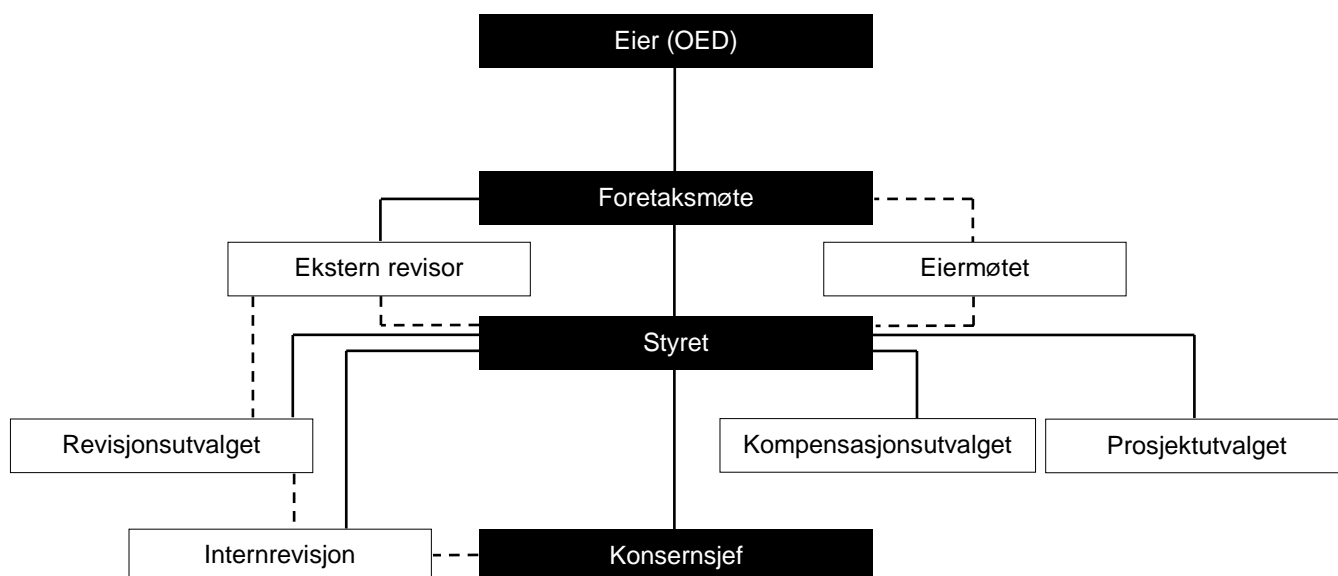 Eier (OED)
Foretaksmøte
Ekstern revisor
Eiermøtet
Styret
Revisjonsutvalget
Kompensasjonsutvalget
Prosjektutvalget
Internrevisjon
Konsernsjef